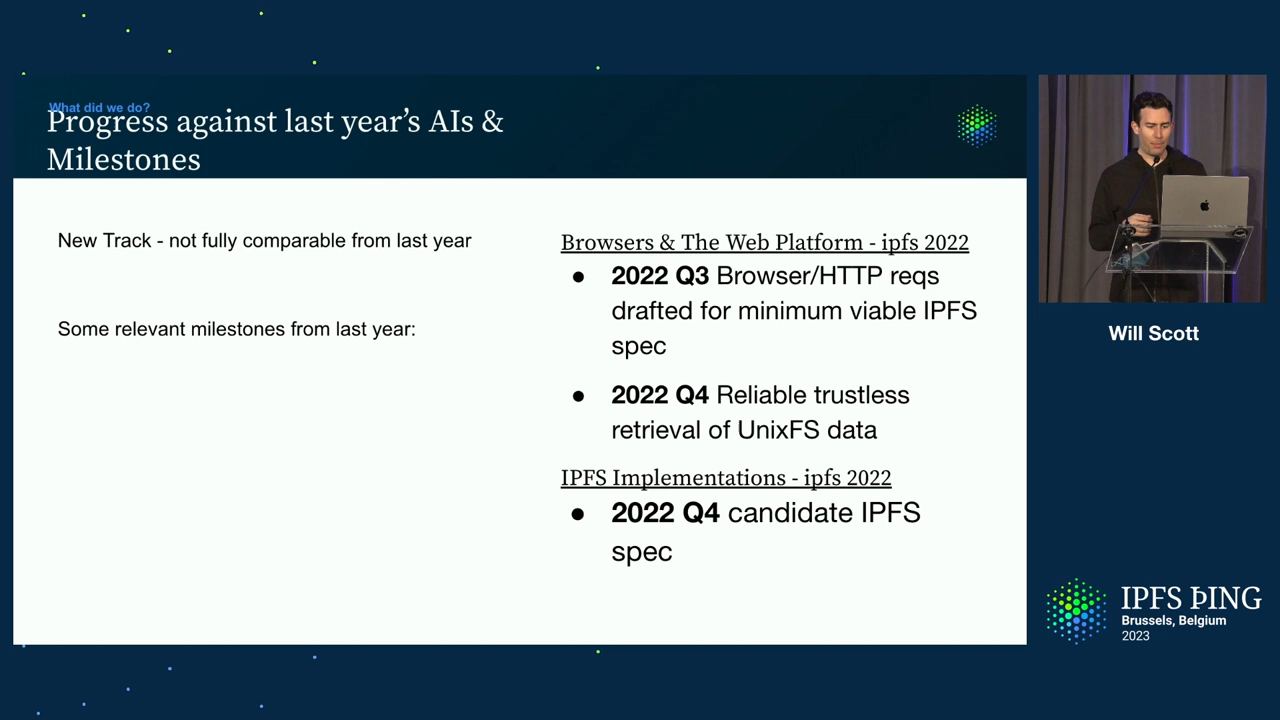 What did we do?
Progress against last year’s AIs &
Milestones
New Track - not fully comparable from last year
Some relevant milestones from last year:
Browsers & The Web Platform - ipfs 2022
● 2022 Q3 Browser/HTTP reqs
drafted for minimum viable IPFS
spec
● 2022 Q4 Reliable trustless
retrieval of UnixFS data
IPFS Implementations - ipfs 2022
● 2022 Q4 candidate IPFS
spec
Will Scott
IPFS ÞING
Brussels, Belgium
2023